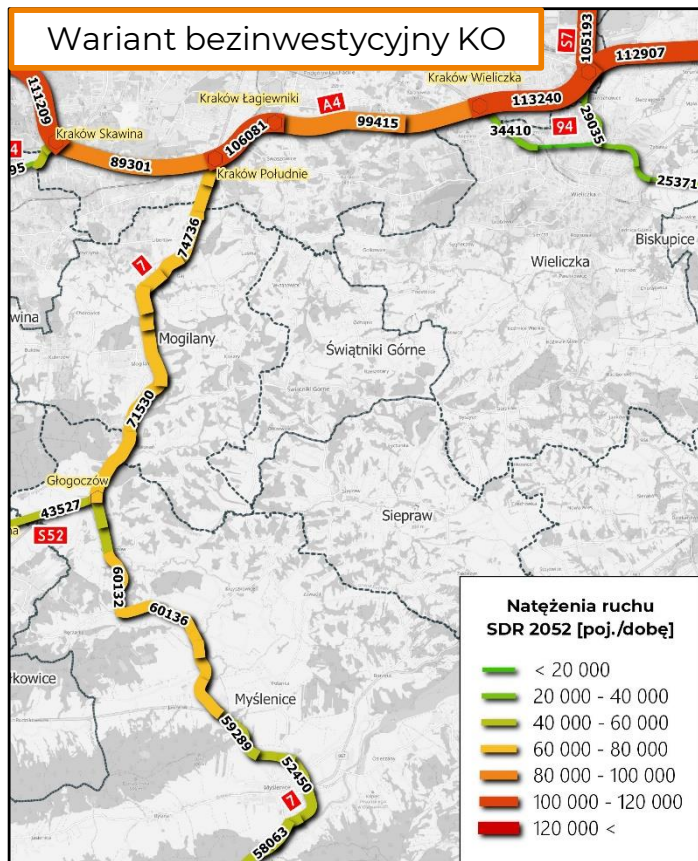 Wariant bezinwestycyjny KO
S7
105193
112907
111209
Kraków Wieliczka
Kraków Łagiewniki
A4
113240
99415
106081
34410
94
29035
Kraków Skawina
4
95
89301
Kraków Południe
25371
74736
Wieliczka
Biskupice
7
Wieliczka
wina
Mogilany
Świątniki Górne
71530
Głogoczów
43527
na
S52
Siepraw
60132
60136
łkowice
Myślenice
59289
52450
7
58063
Natężenia ruchu
SDR 2052 [poj./dobę]
< 20 000
20 000 - 40 000
40 000 - 60 000
60 000 - 80 000
80 000 - 100 000
100 000 - 120 000
120 000 <